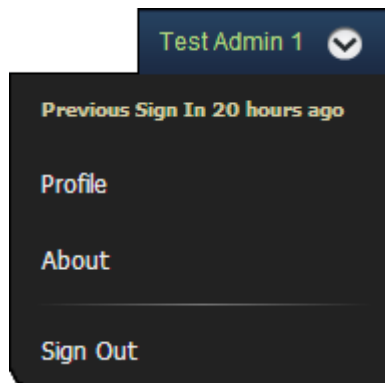 Test Admin 1
Previous Sign In 20 hours ago
Profile
About
Sign Out